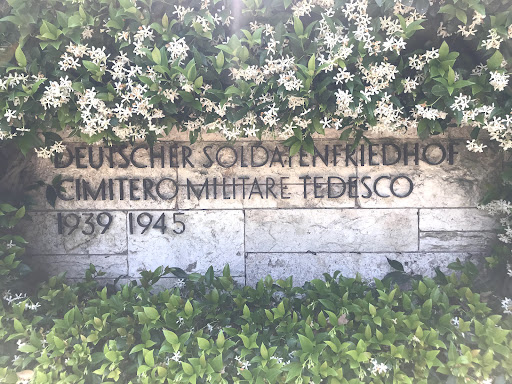 DEUTSCHER SOLDATENFRIEDHOF
CIMITERO MILITARE TEDESCO
1939 1945